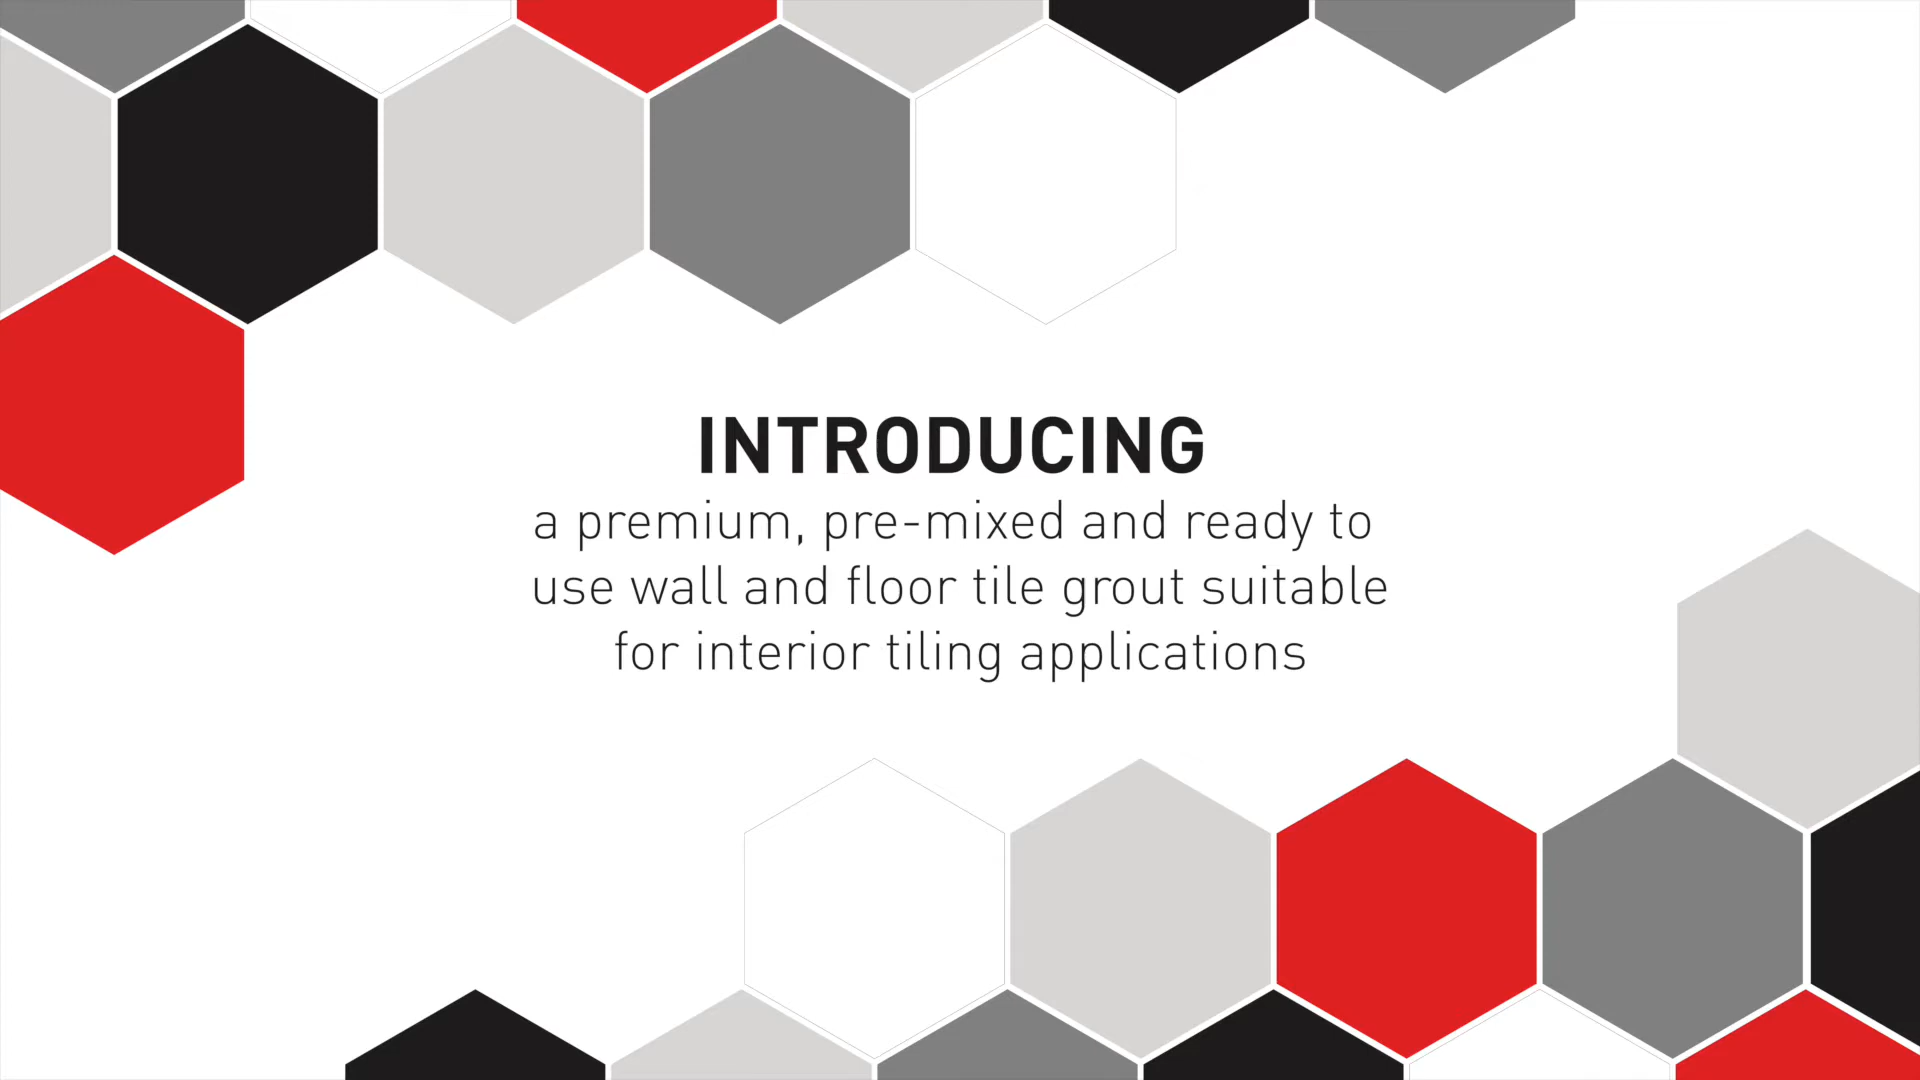 INTRODUCING
a premium, pre-mixed and ready to
use wall and floor tile grout suitable
for interior tiling applications